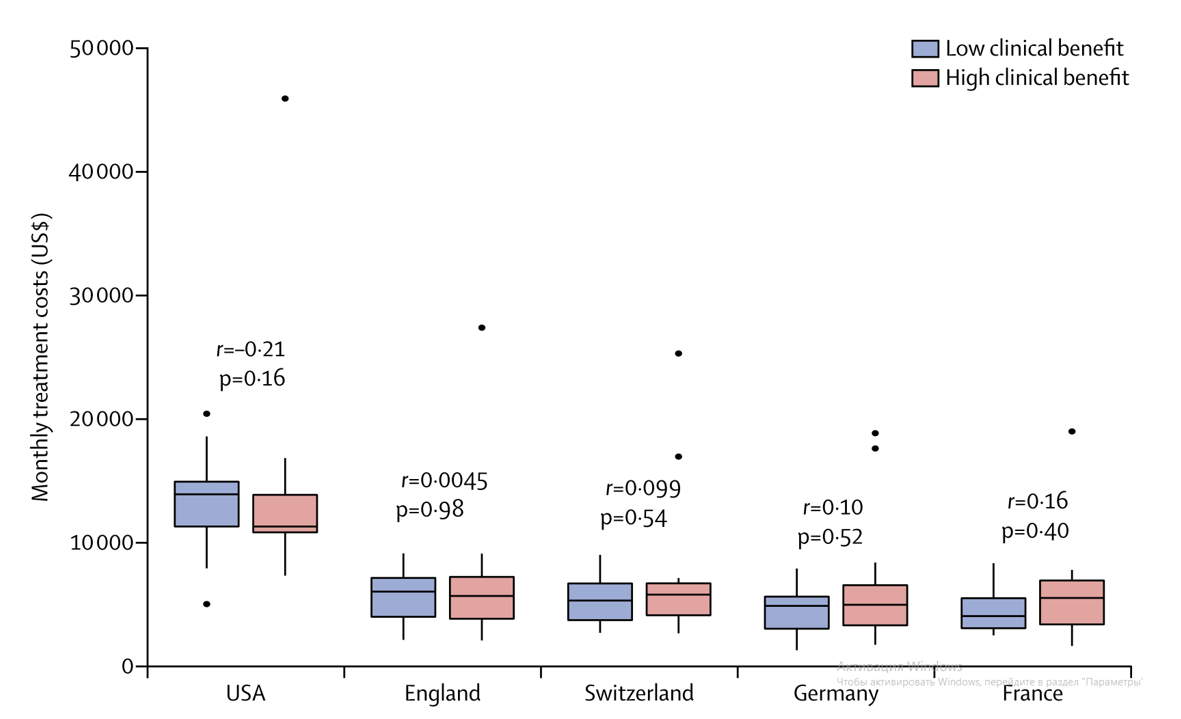 50 000
40 000
30 000
20 000
10 000
0
Monthly treatment costs (US$)
Low clinical benefit
High clinical benefit
r=–0·21
p=0·16
r=0·0045
p=0·98
r=0·099
p=0·54
r=0·10
p=0·52
r=0·16
p=0·40
USA
England
Switzerland
Germany
France
Активация Windows
Чтобы активировать Windows, перейдите в раздел "Параметры"